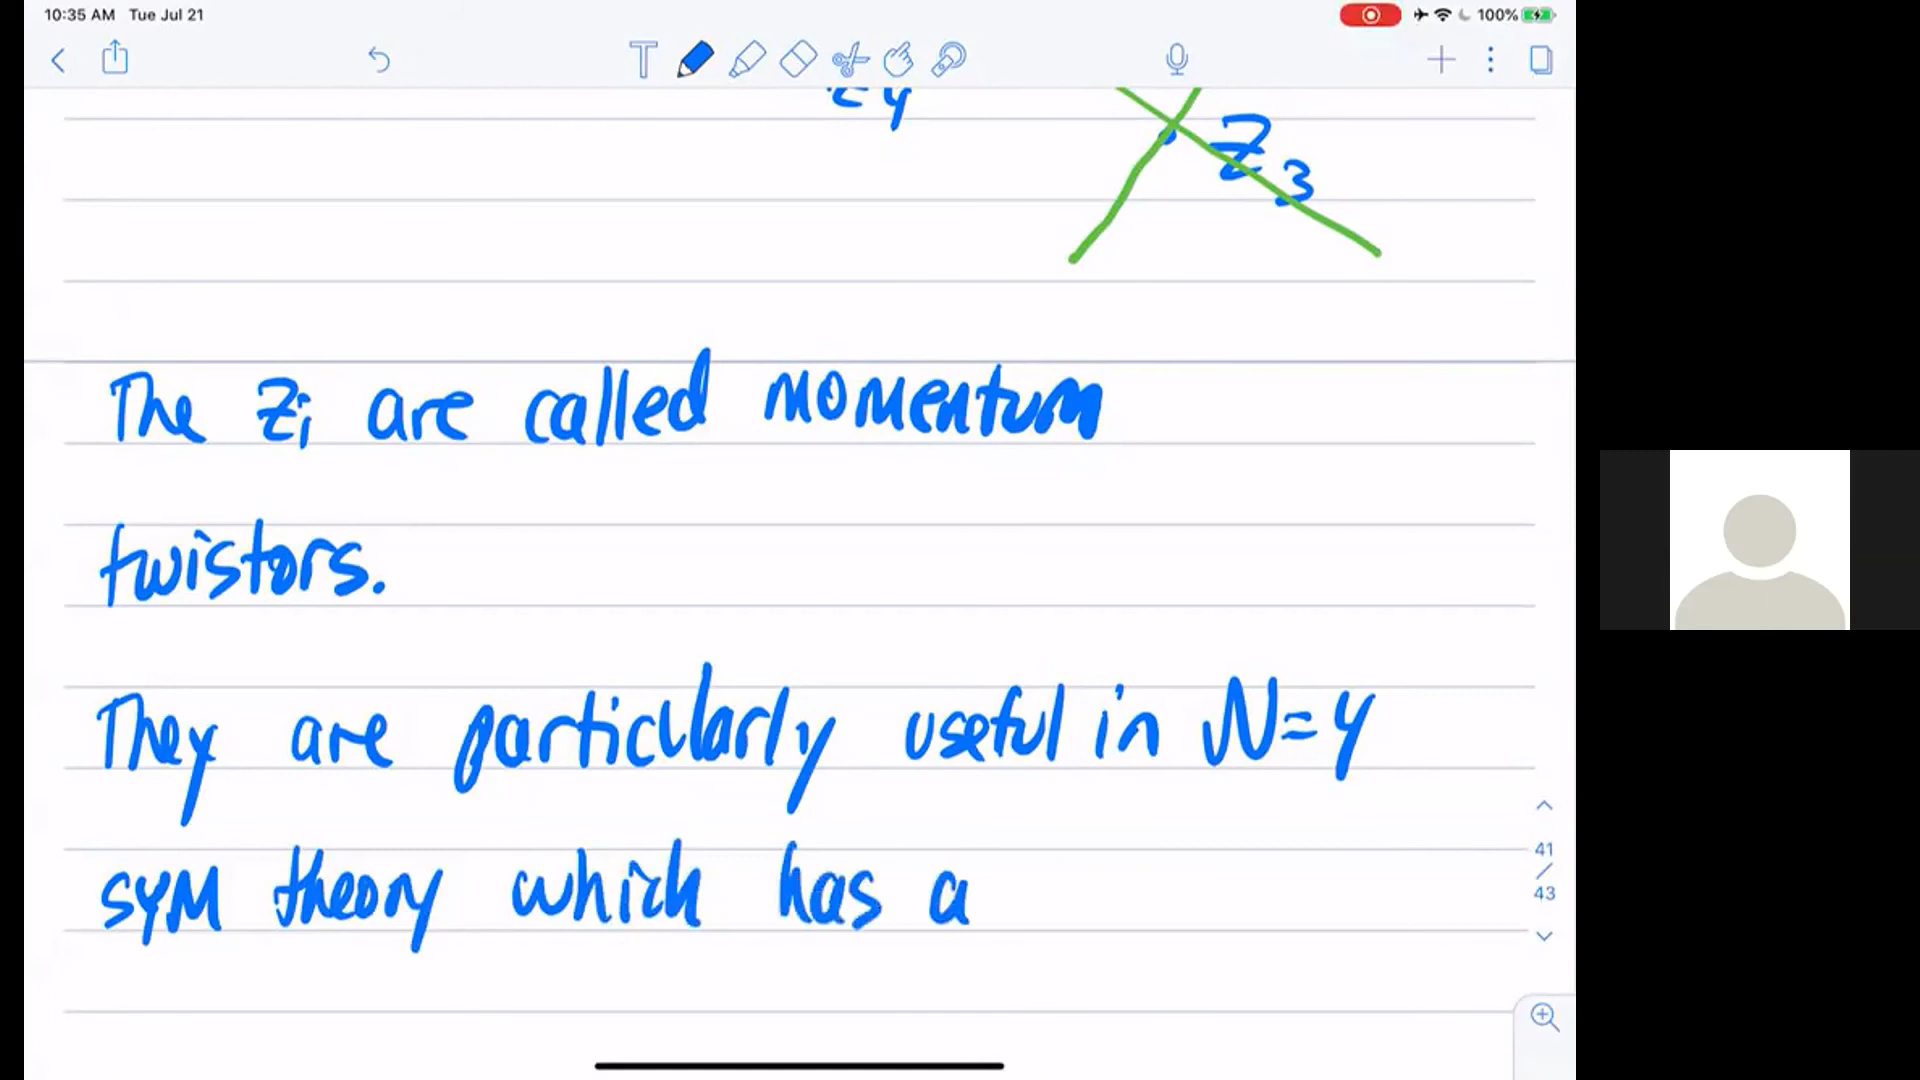 10:35 AM Tue Jul 21
100%
T
Z4
Z3
The Zi are called momentum
twistors.
They are particularly useful in N=4
SYM theory which has a
41
/
43